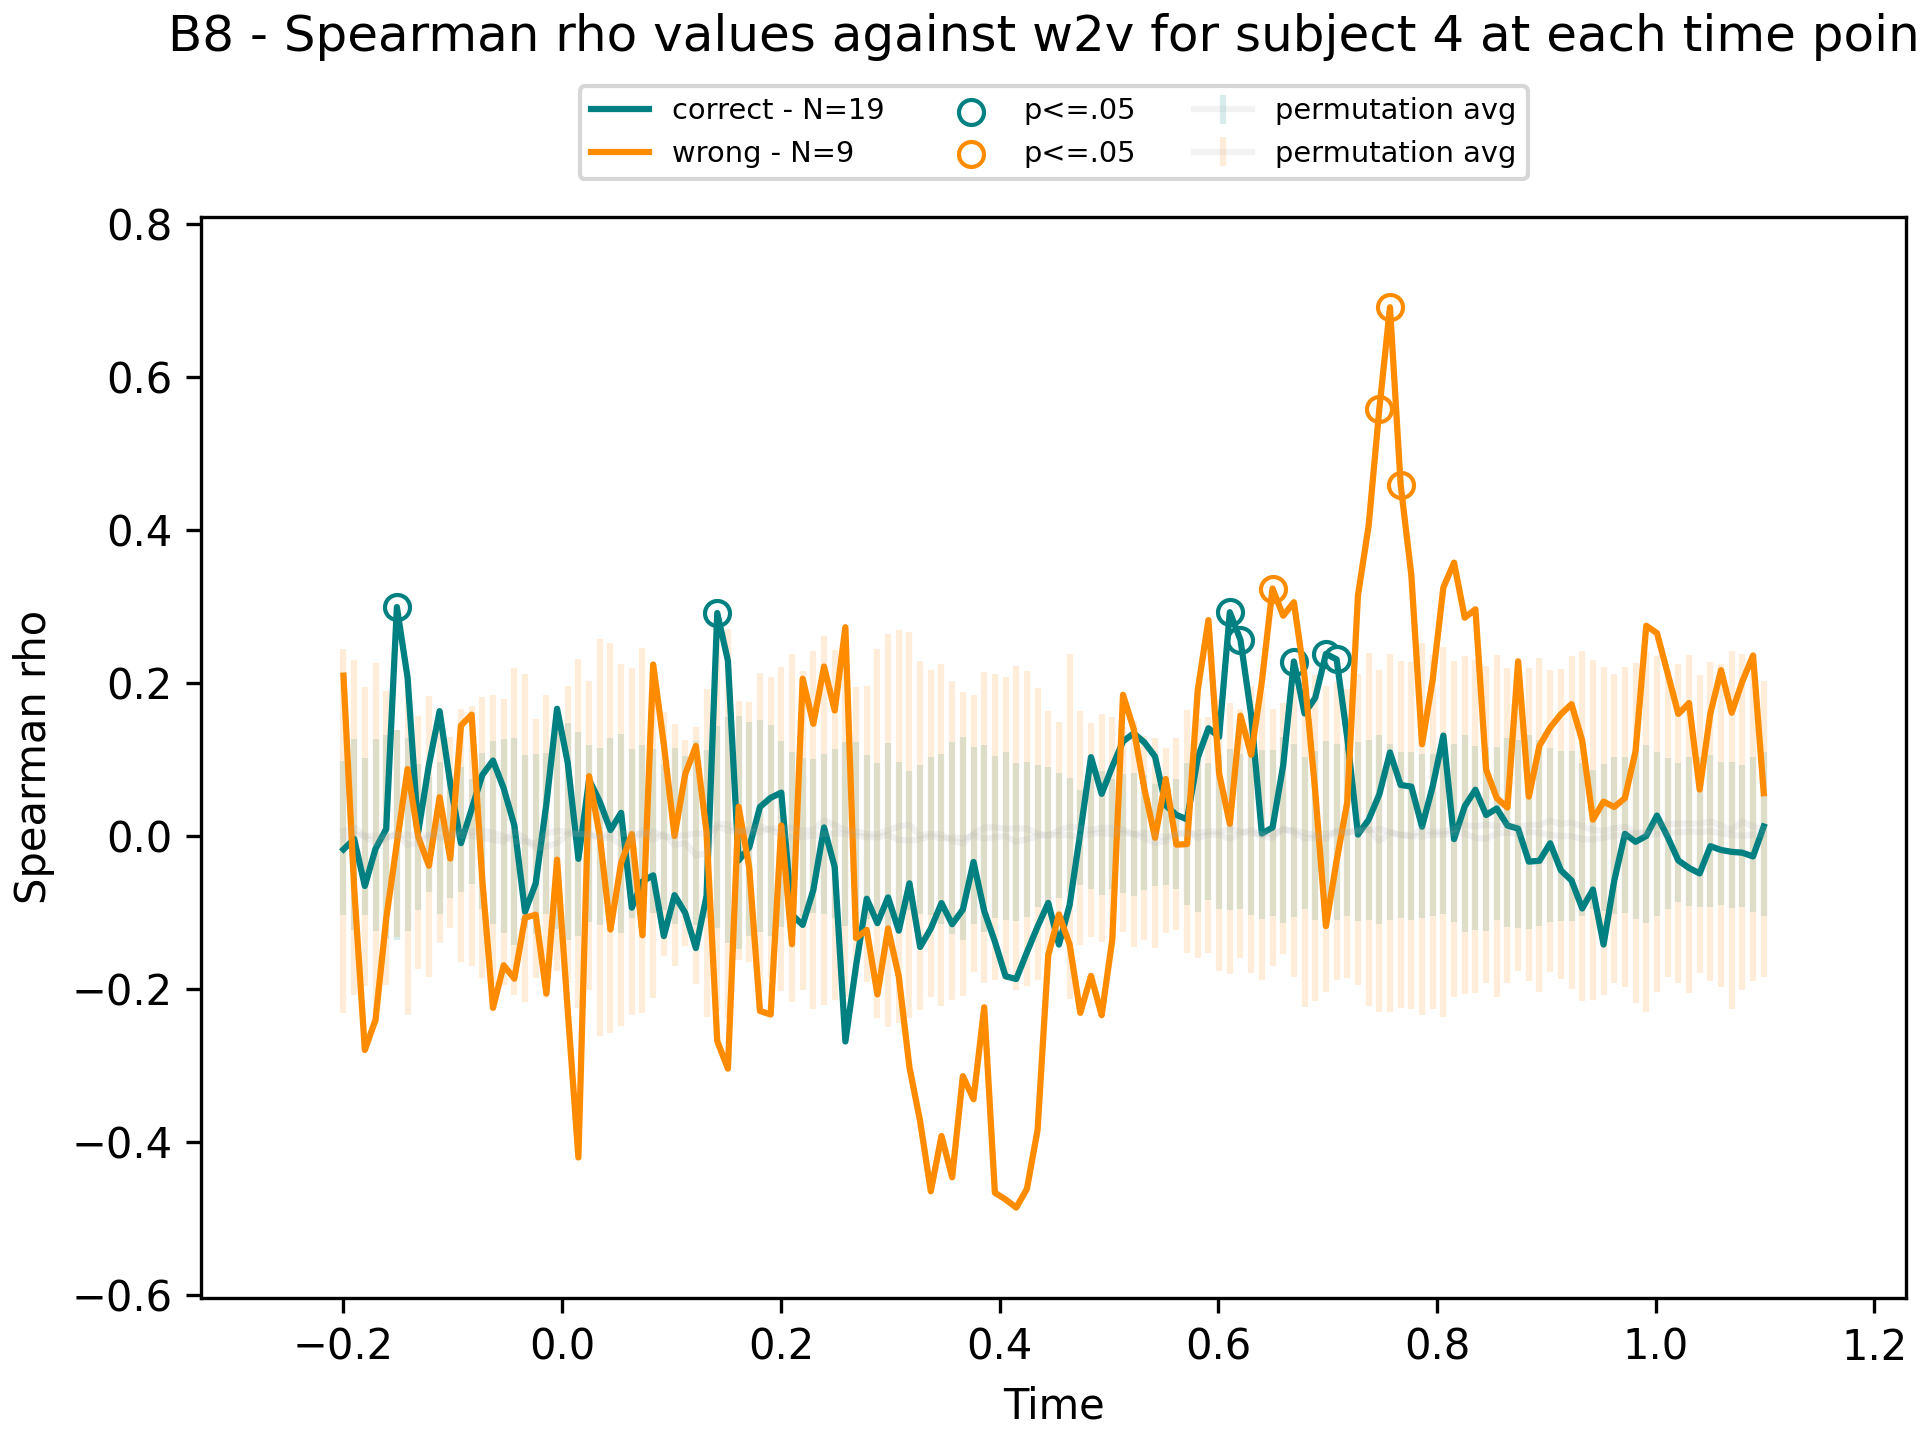 B8 - Spearman rho values against w2v for subject 4 at each time poin
correct - N=19
wrong - N=9
p<=.05
p<=.05
permutation avg
permutation avg
Spearman rho
0.8
0.6
0.4
0.2
0.0
−0.2
−0.4
−0.6
−0.2
0.0
0.2
0.4
0.6
0.8
1.0
1.2
Time